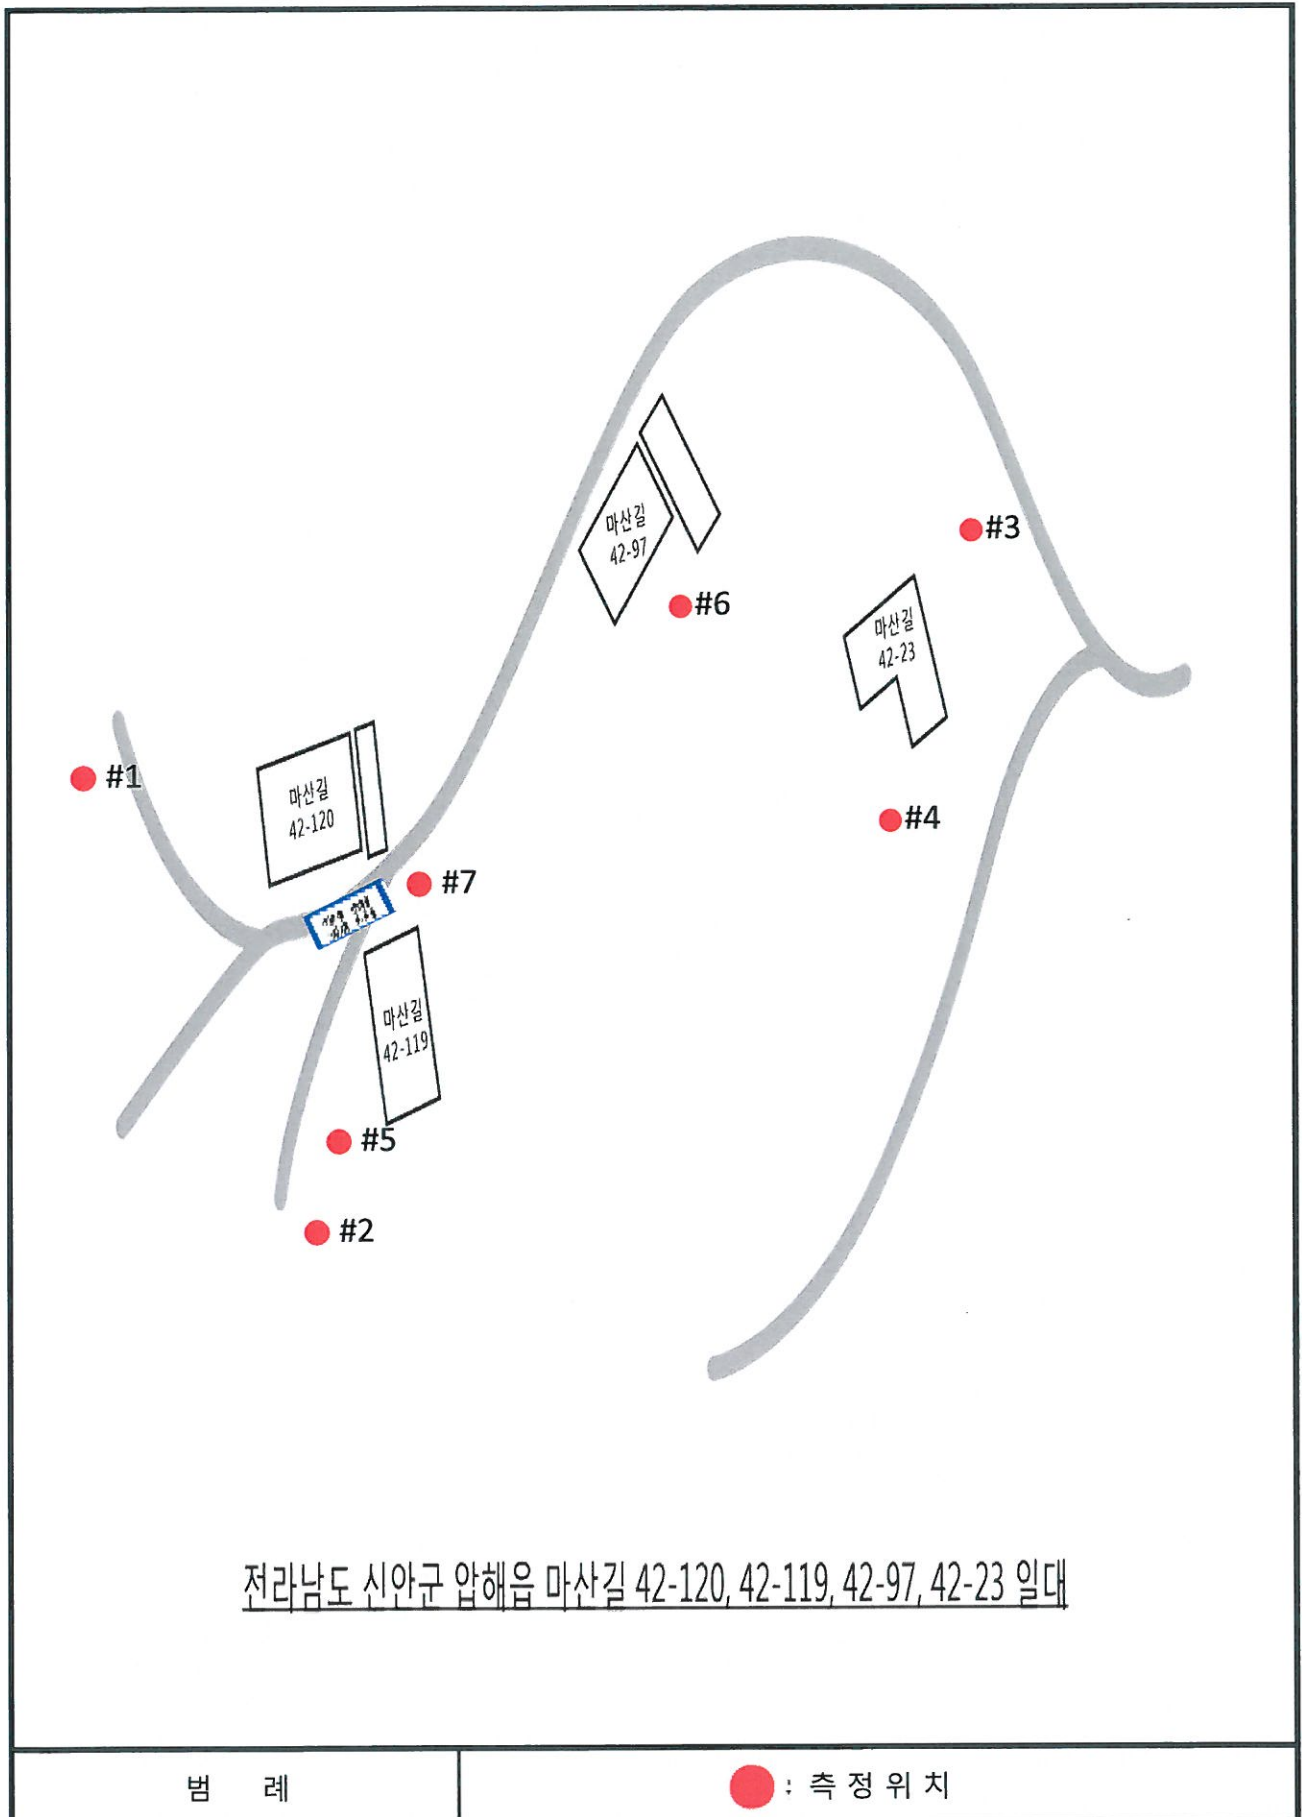 마산길
42-97
#3
#6
마산길
42-23
#1
마산길
42-120
#4
#7
마산길
42-119
#5
#2
전라남도 신안군 압해읍 마산길 42-120, 42-119, 42-97, 42-23 일대
범 례
: 측정위치